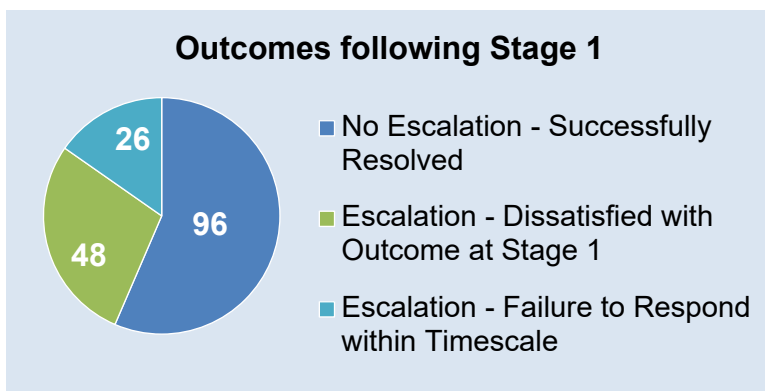 Outcomes following Stage 1
26
96
48
No Escalation - Successfully
Resolved
Escalation - Dissatisfied with
Outcome at Stage 1
Escalation - Failure to Respond
within Timescale